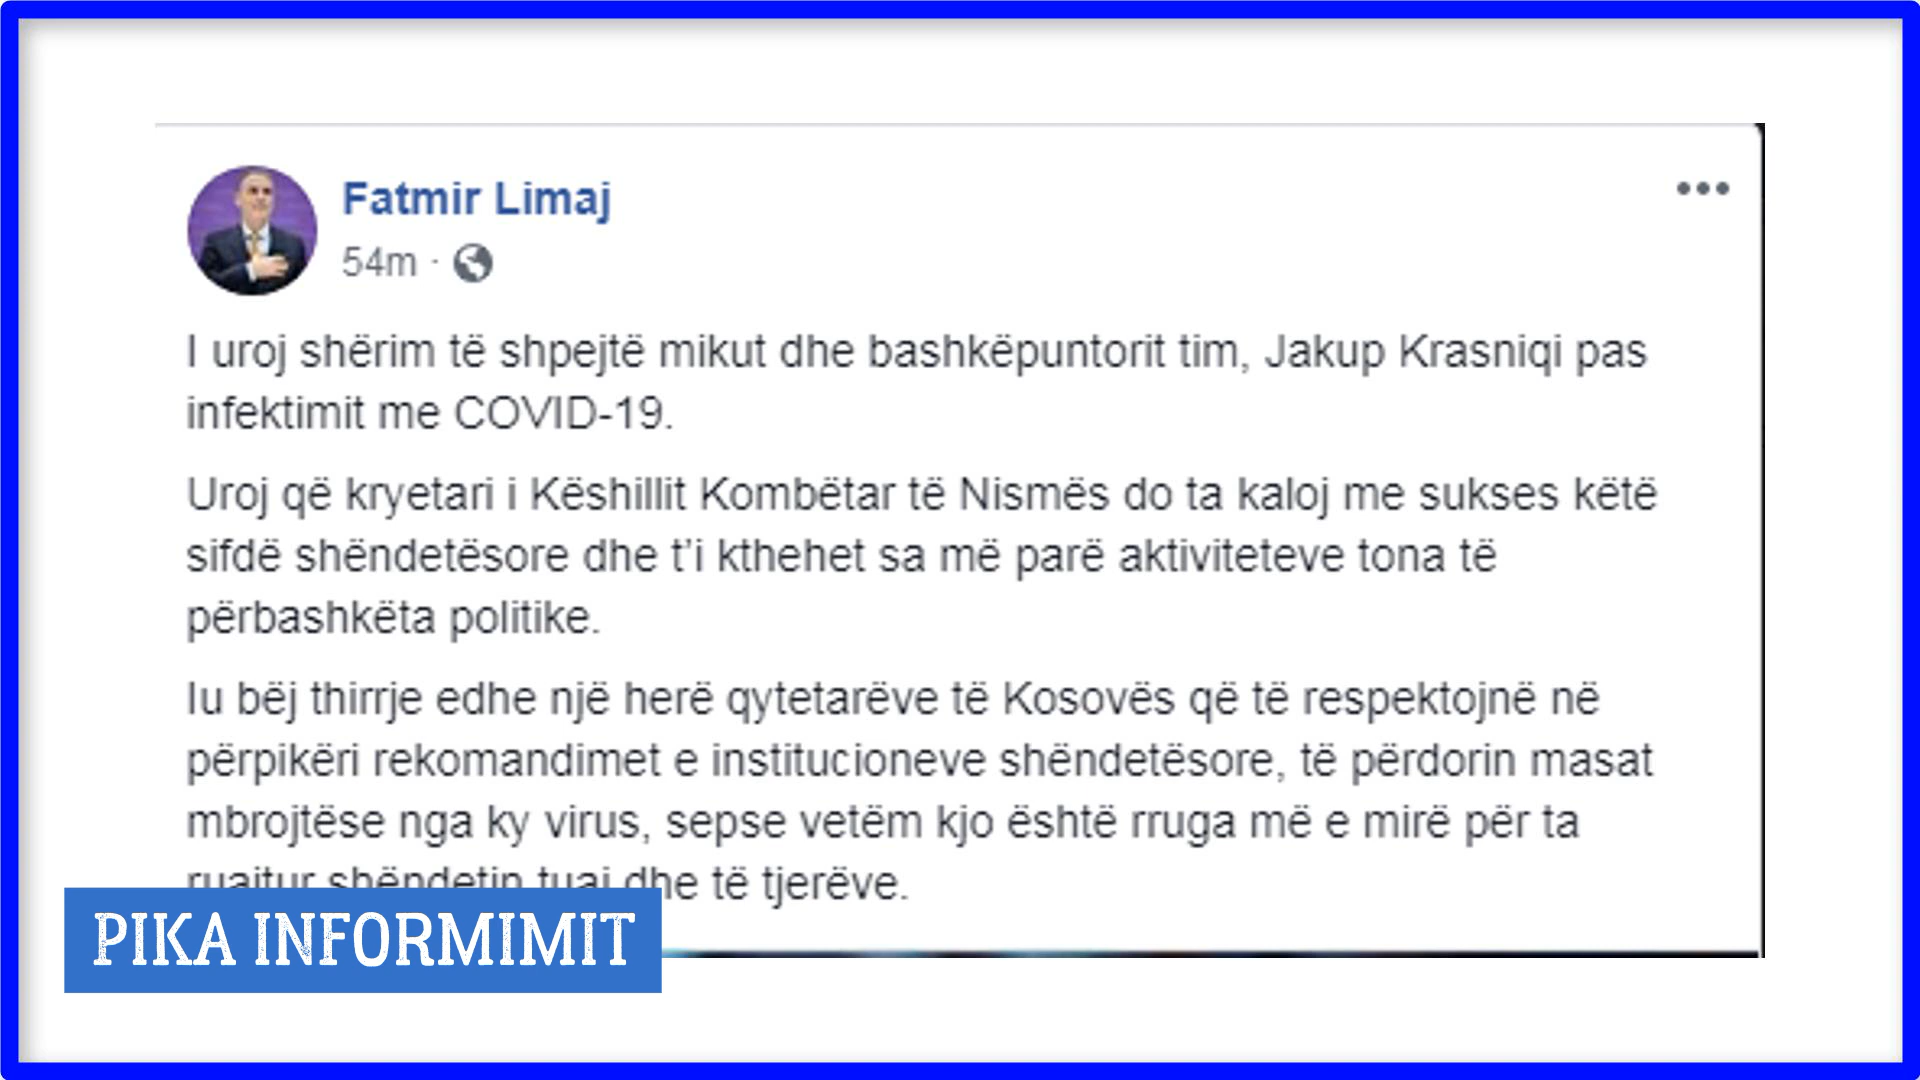 Fatmir Limaj
54m ·
I uroj shërim të shpejtë mikut dhe bashkëpuntorit tim, Jakup Krasniqi pas
infektimit me COVID-19.
Uroj që kryetari i Këshillit Kombëtar të Nismës do ta kaloj me sukses këtë
sifdë shëndetësore dhe t'i kthehet sa më parë aktiviteteve tona të
përbashkëta politike.
Iu bëj thirrje edhe një herë qytetarëve të Kosovës që të respektojnë në
përpikëri rekomandimet e institucioneve shëndetësore, të përdorin masat
mbrojtëse nga ky virus, sepse vetëm kjo është rruga më e mirë për ta
ruajtur shëndetin tuaj dhe të tjerëve.
PIKA INFORMIMIT